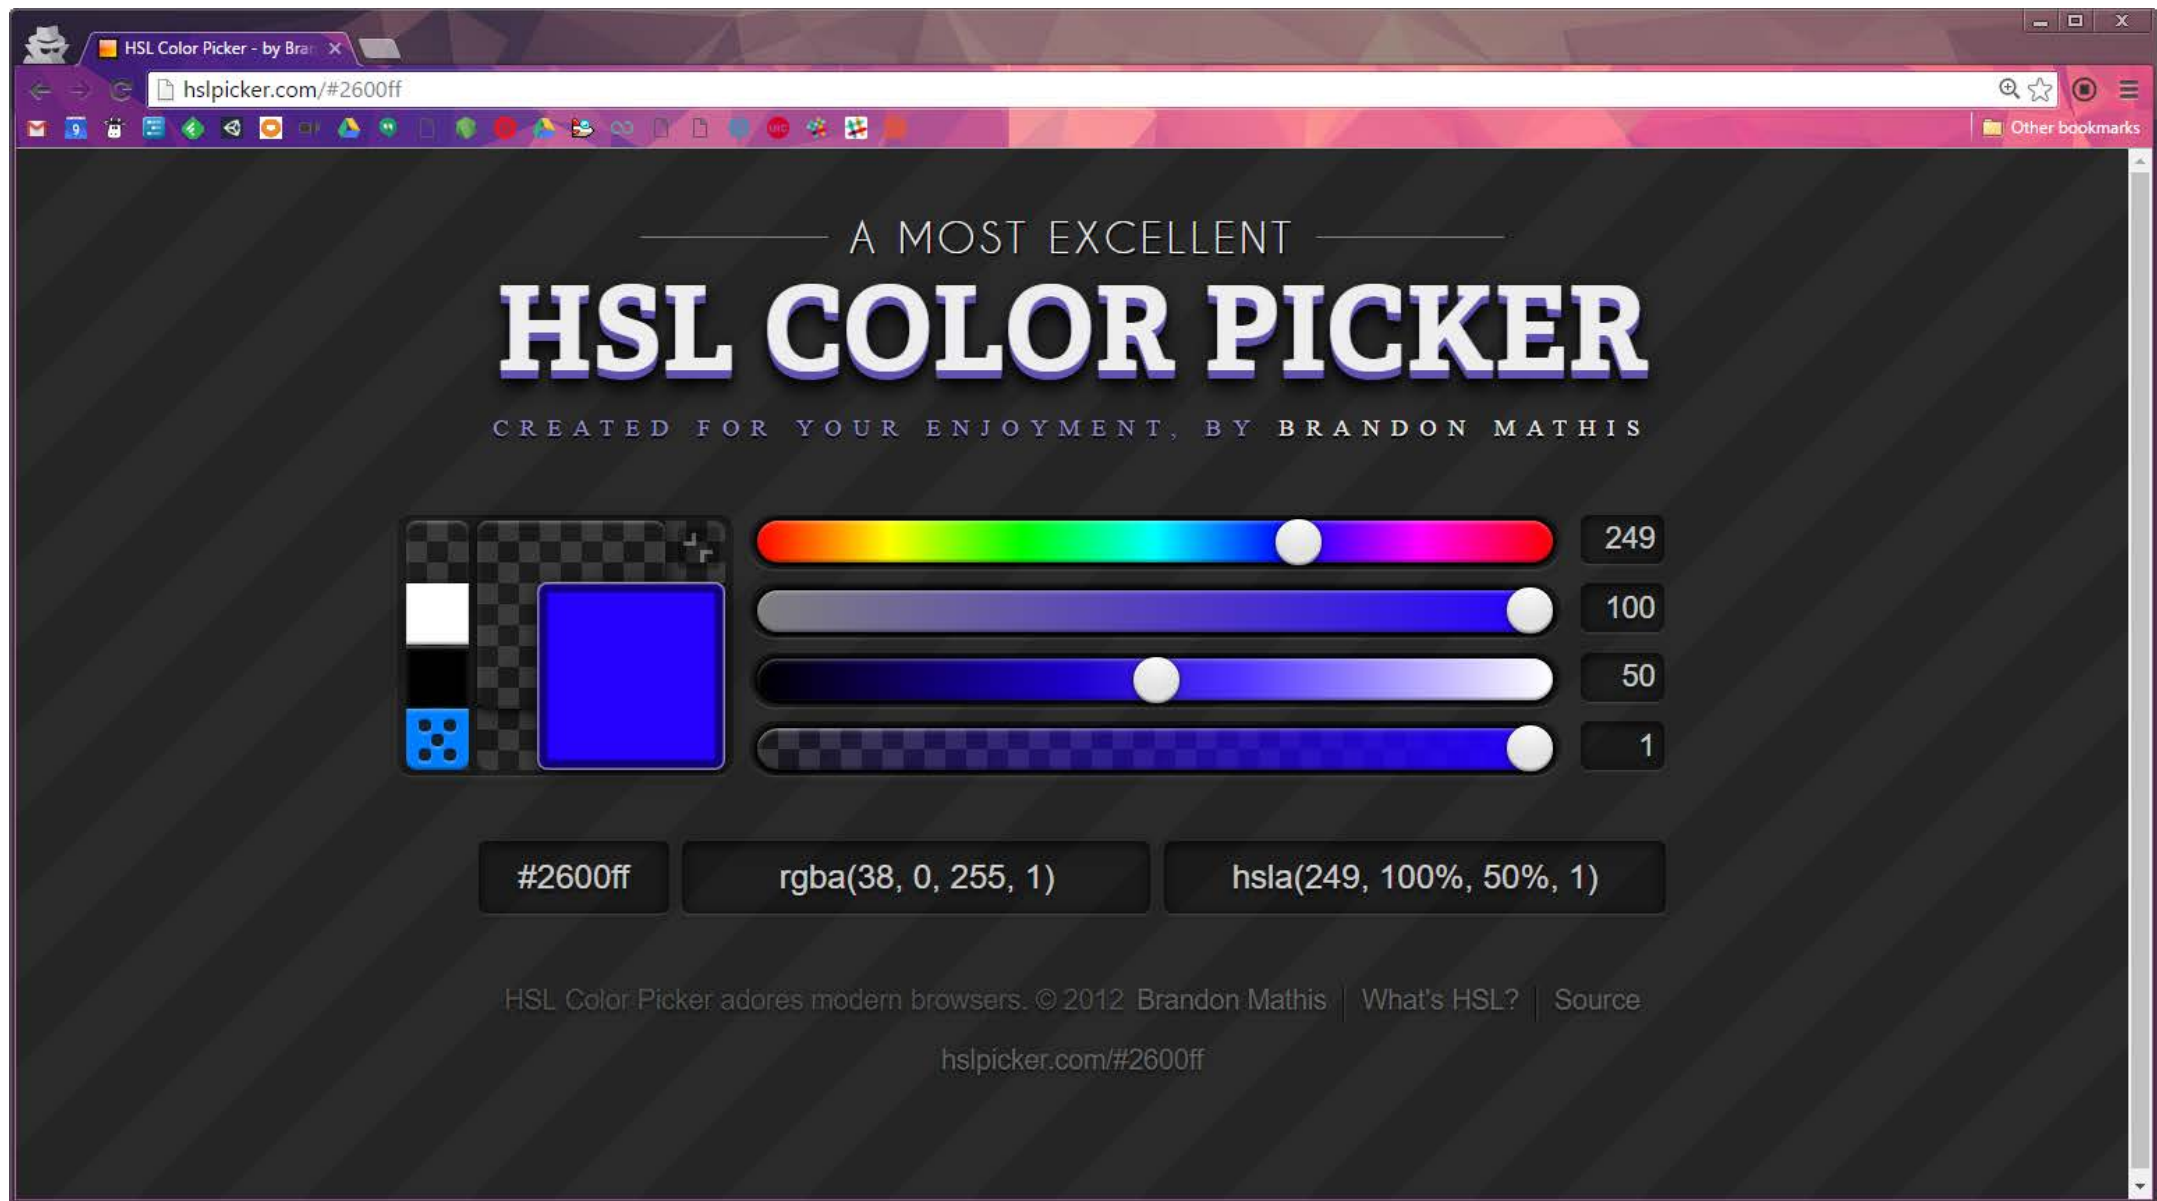 HSL Color Picker - by Bran
hslpicker.com/#2600ff
9
UIC
Other bookmarks
A MOST EXCELLENT
HSL COLOR PICKER
CREATED FOR YOUR ENJOYMENT, BY BRANDON MATHIS
249
100
50
1
#2600ff
rgba(38, 0, 255, 1)
hsla(249, 100%, 50%, 1)
HSL Color Picker adores modern browsers. © 2012 Brandon Mathis What's HSL? Source
hslpicker.com/#2600ff